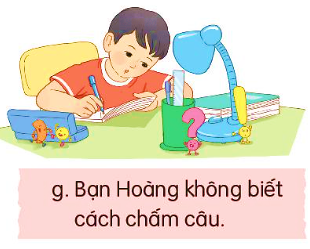 g. Bạn Hoàng không biết
cách chấm câu.